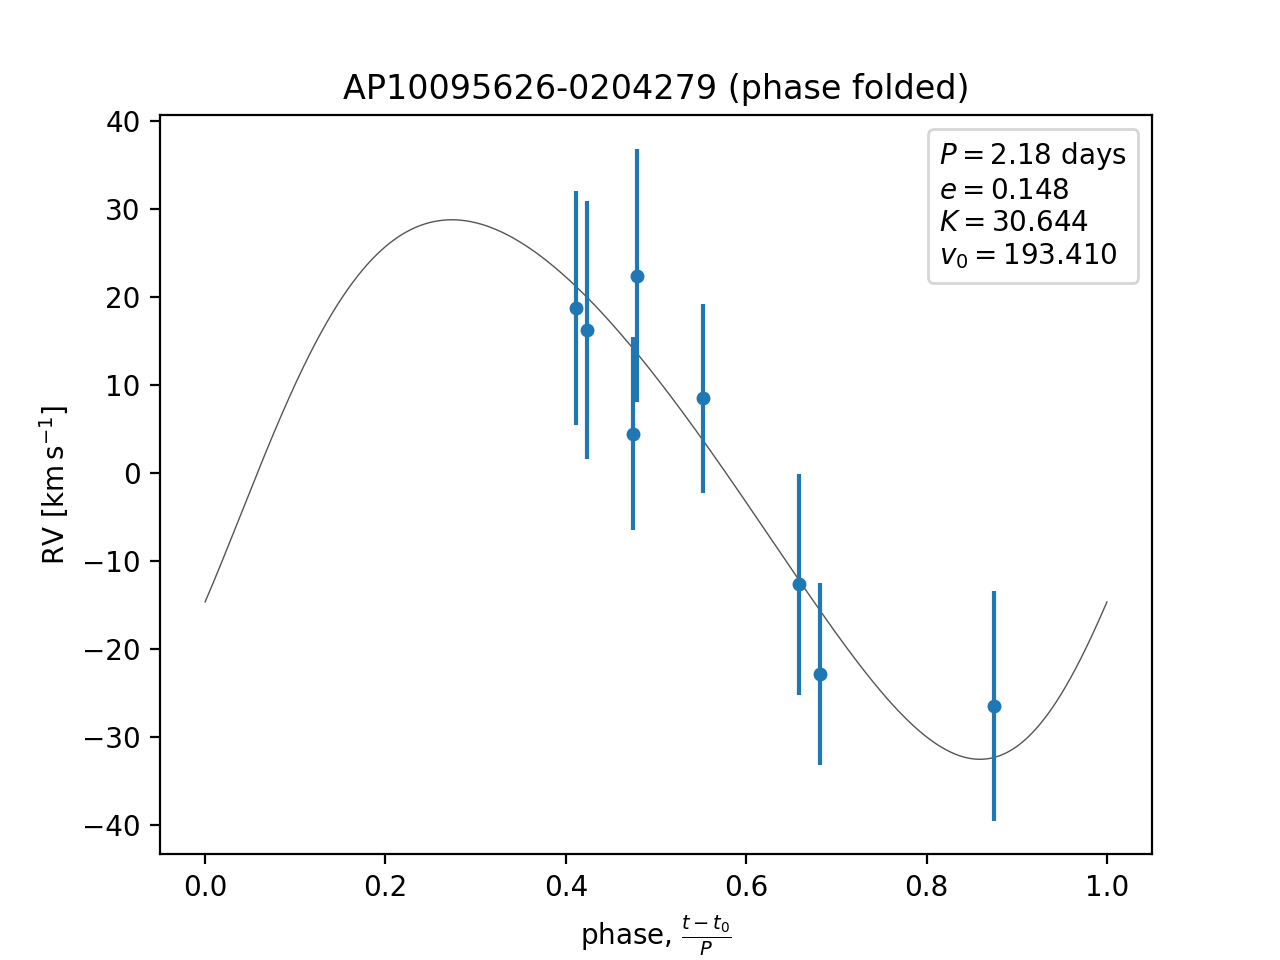 AP10095626-0204279 (phase folded)
P = 2.18 days
e = 0.148
K = 30.644
v₀ = 193.410
40
30
20
10
0
−10
−20
−30
−40
RV [km s⁻¹]
0.0 0.2 0.4 0.6 0.8 1.0
phase, (t − t₀)/P